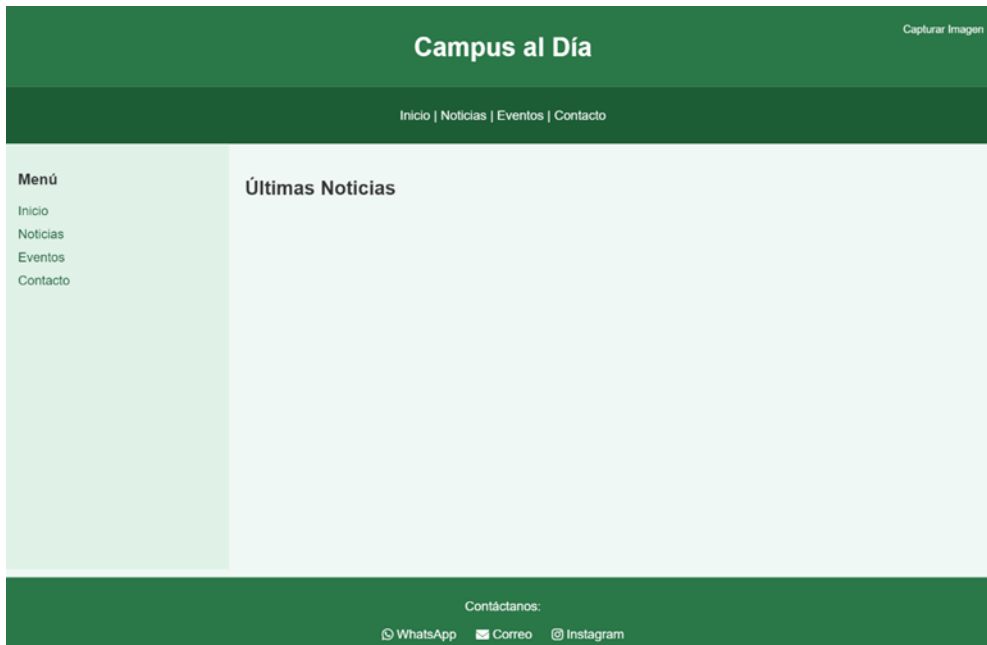 Campus al Día
Capturar Imagen
Inicio | Noticias | Eventos | Contacto
Menú
Inicio
Noticias
Eventos
Contacto
Últimas Noticias
Contáctanos:
WhatsApp Correo Instagram